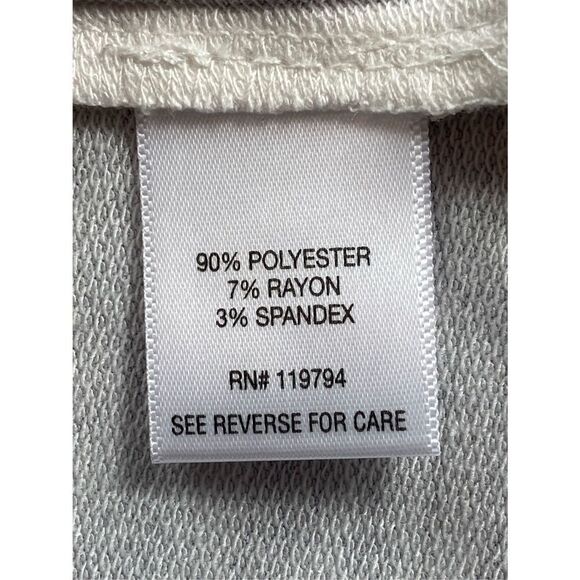 90% POLYESTER
7% RAYON
3% SPANDEX
RN# 119794
SEE REVERSE FOR CARE